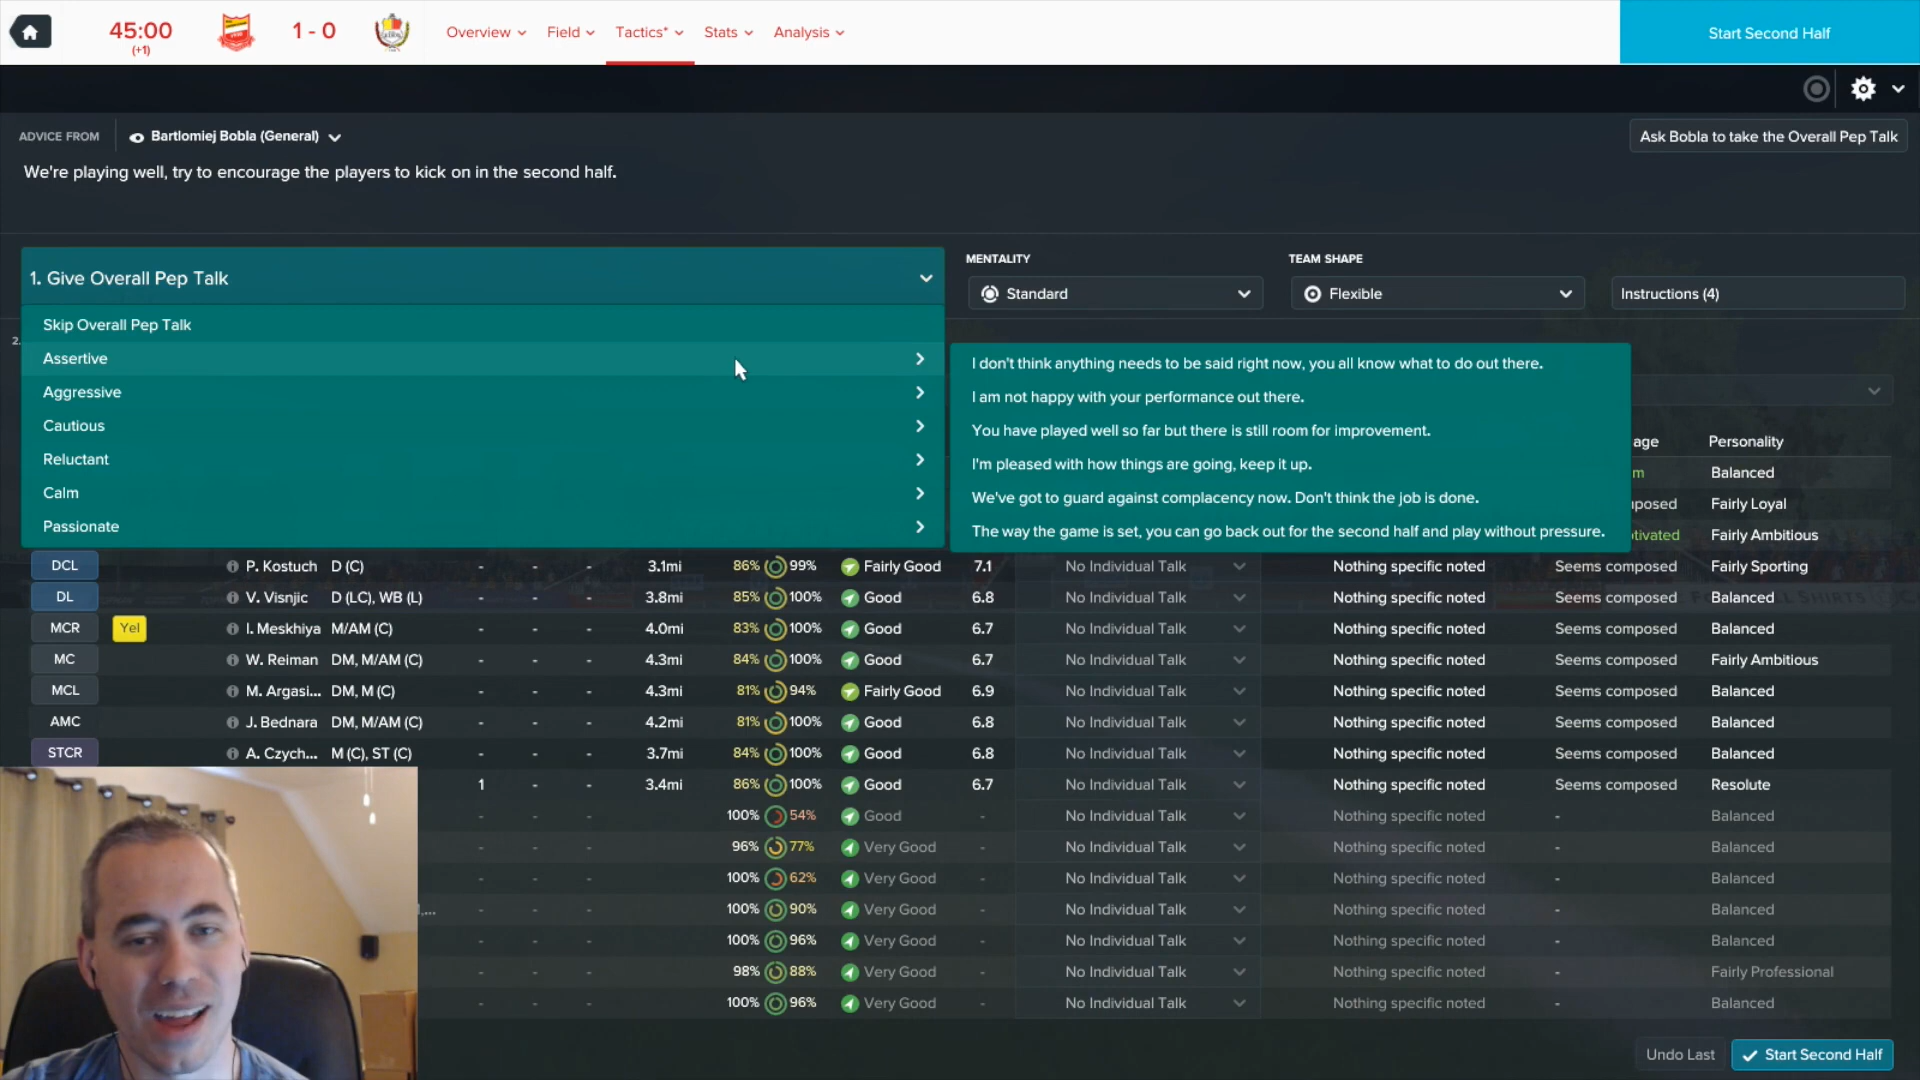 45:00
(+1)
1 - 0
Overview
Field
Tactics*
Stats
Analysis
Start Second Half
ADVICE FROM
Bartlomiej Bobla (General)
Ask Bobla to take the Overall Pep Talk
We're playing well, try to encourage the players to kick on in the second half.
1. Give Overall Pep Talk
MENTALITY
Standard
TEAM SHAPE
Flexible
Instructions (4)
2.
Skip Overall Pep Talk
Assertive
Aggressive
Cautious
Reluctant
Calm
Passionate
I don't think anything needs to be said right now, you all know what to do out there.
I am not happy with your performance out there.
You have played well so far but there is still room for improvement.
I'm pleased with how things are going, keep it up.
We've got to guard against complacency now. Don't think the job is done.
The way the game is set, you can go back out for the second half and play without pressure.
age Personality
m Balanced
posed Fairly Loyal
tivated Fairly Ambitious
DCL P. Kostuch D (C) - - - 3.1mi 86% 99% Fairly Good 7.1 No Individual Talk Nothing specific noted Seems composed Fairly Sporting
DL V. Visnjic D (LC), WB (L) - - - 3.8mi 85% 100% Good 6.8 No Individual Talk Nothing specific noted Seems composed Balanced
MCR Yel I. Meskhiya M/AM (C) - - - 4.0mi 83% 100% Good 6.7 No Individual Talk Nothing specific noted Seems composed Balanced
MC W. Reiman DM, M/AM (C) - - - 4.3mi 84% 100% Good 6.7 No Individual Talk Nothing specific noted Seems composed Fairly Ambitious
MCL M. Argasi... DM, M (C) - - - 4.3mi 81% 94% Fairly Good 6.9 No Individual Talk Nothing specific noted Seems composed Balanced
AMC J. Bednara DM, M/AM (C) - - - 4.2mi 81% 100% Good 6.8 No Individual Talk Nothing specific noted Seems composed Balanced
STCR A. Czych... M (C), ST (C) - - - 3.7mi 84% 100% Good 6.8 No Individual Talk Nothing specific noted Seems composed Balanced
1 - - 3.4mi 86% 100% Good 6.7 No Individual Talk Nothing specific noted Seems composed Resolute
- - - 100% 54% Good - No Individual Talk Nothing specific noted - Balanced
- - - 96% 77% Very Good - No Individual Talk Nothing specific noted - Balanced
- - - 100% 62% Very Good - No Individual Talk Nothing specific noted - Balanced
... - - - 100% 90% Very Good - No Individual Talk Nothing specific noted - Balanced
- - - 100% 96% Very Good - No Individual Talk Nothing specific noted - Balanced
- - - 98% 88% Very Good - No Individual Talk Nothing specific noted - Fairly Professional
- - - 100% 96% Very Good - No Individual Talk Nothing specific noted - Balanced
Undo Last
Start Second Half